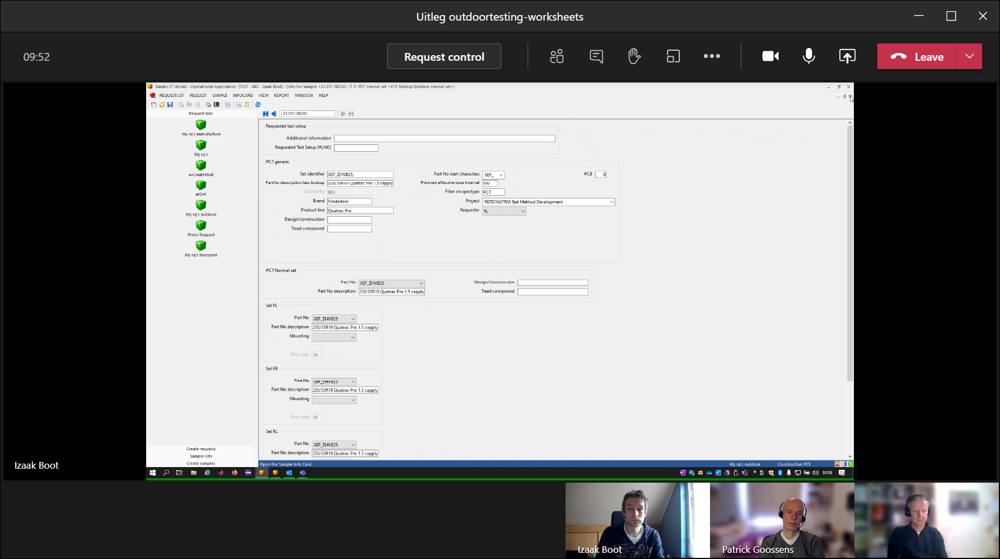 Uitleg outdoortesting-worksheets
09:52
Request control
Leave
Simatic IT Unilab - Operational Application [TEST - IBO - Izaak Boot] - [Info for Sample <21.017.IBO02> (T-T: PCT normal set <PCT testing Outdoor normal set>)
REQUESTLIST REQUEST SAMPLE INFOCARD VIEW REPORT WINDOW HELP
Request lists
21.017.IBO02
My rq's manufacture
My rq's
avCreateMult
avDef
My rq's outdoor
Proto Request
My rq's transport
Create requests
Sample lists
Create samples
Requested test setup
Additional information
Requested Test Setup (#LNK)
PCT generic
Set identifier XEF_ZHVB25; Part No start characters XEF_ #CB 0
PartNo description last lookup 235/35R19 Quatrac Pro 1.5 capply Planned effective date interval 900
Created by IBO Filter on spectype PCT
Brand Vredestein Project RDTD1667RM:Test Method Development
Product line Quatrac Pro Requester %
Design/construction
Tread compound
PCT Normal set
Part No XEF_ZHVB25 Design/Construction
Part No description 235/35R19 Quatrac Pro 1.5 capply Tread compound
Set FL
Part No XEF_ZHVB25
Part No description 235/35R19 Quatrac Pro 1.5 capply
Mounting
Rim code 19
Set FR
Part No XEF_ZHVB25
Part No description 235/35R19 Quatrac Pro 1.5 capply
Mounting
Rim code 19
Set RL
Part No XEF_ZHVB25
Part No description 235/35R19 Quatrac Pro 1.5 capply
Open the Sample Info Card My rq's outdoor Construction PCT
10:09
Izaak Boot
Izaak Boot
Patrick Goossens